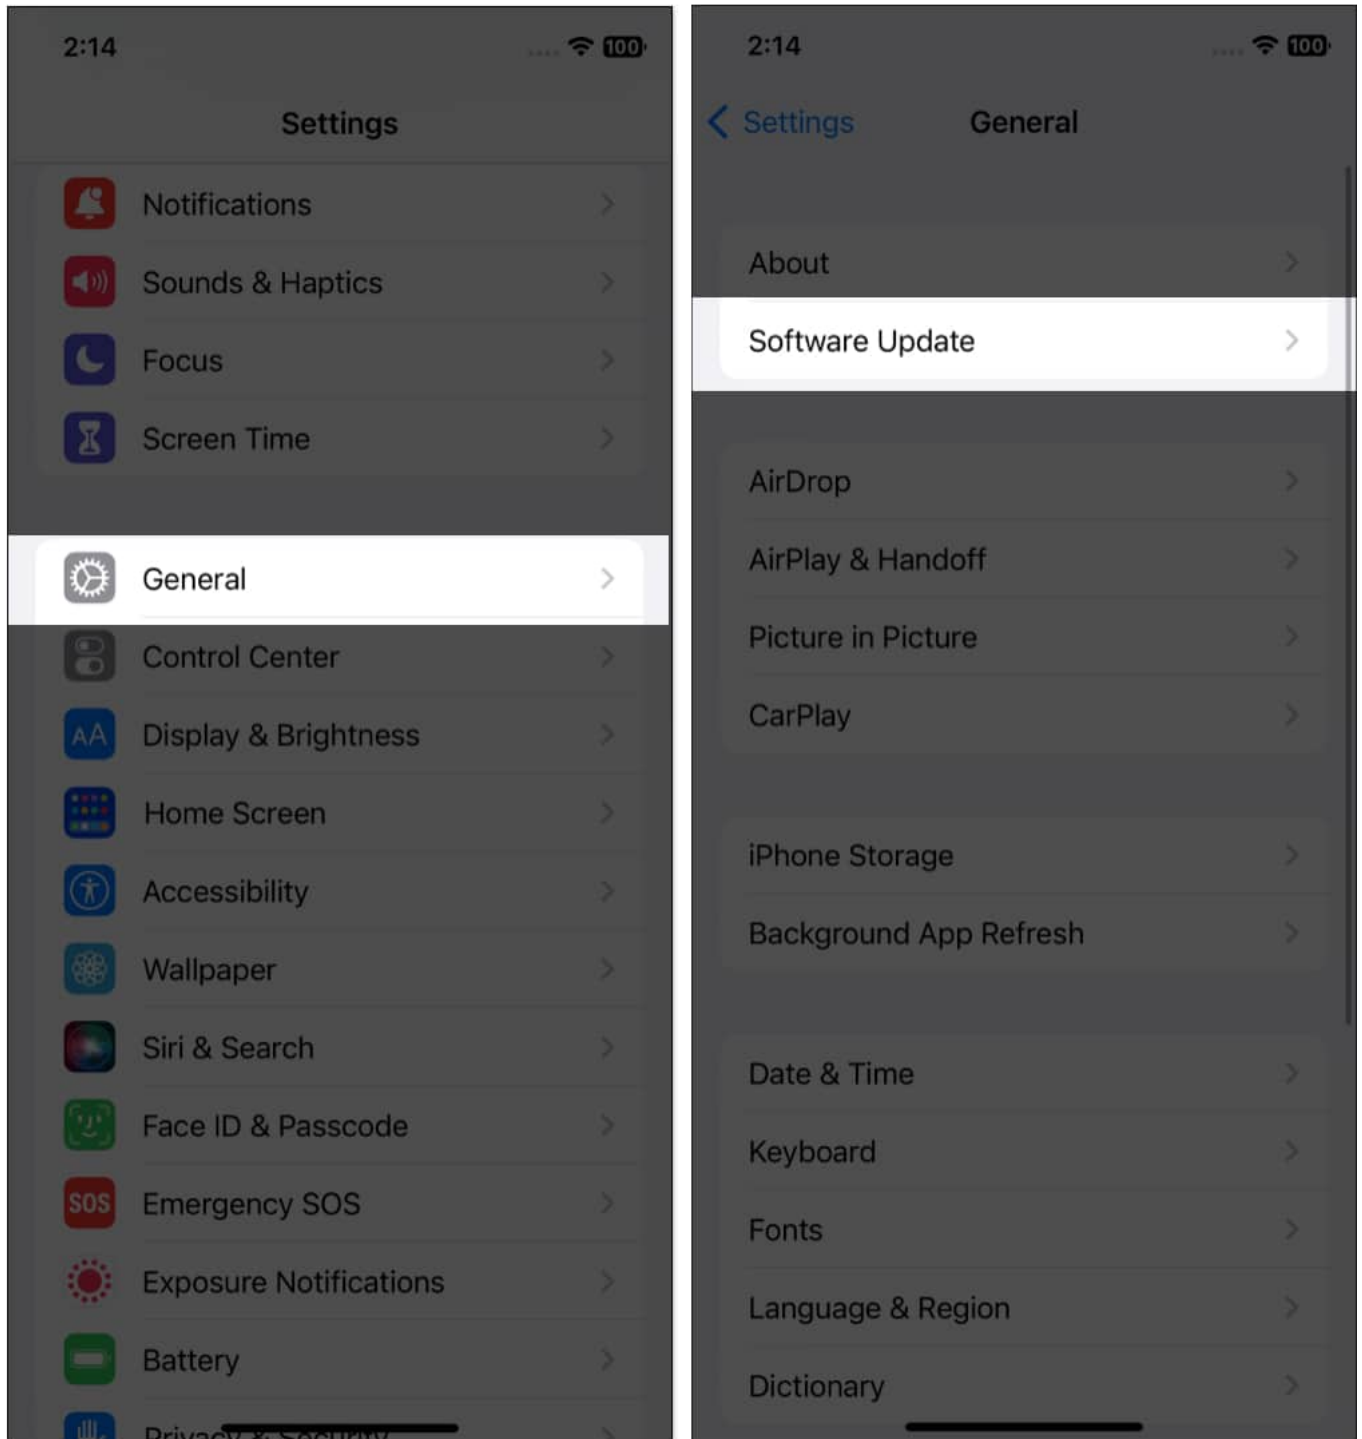 2:14
100
Settings
Notifications
Sounds & Haptics
Focus
Screen Time
General
Control Center
AA
Display & Brightness
Home Screen
Accessibility
Wallpaper
Siri & Search
Face ID & Passcode
SOS
Emergency SOS
Exposure Notifications
Battery
Privacy & Security
2:14
100
Settings
General
About
Software Update
AirDrop
AirPlay & Handoff
Picture in Picture
CarPlay
iPhone Storage
Background App Refresh
Date & Time
Keyboard
Fonts
Language & Region
Dictionary